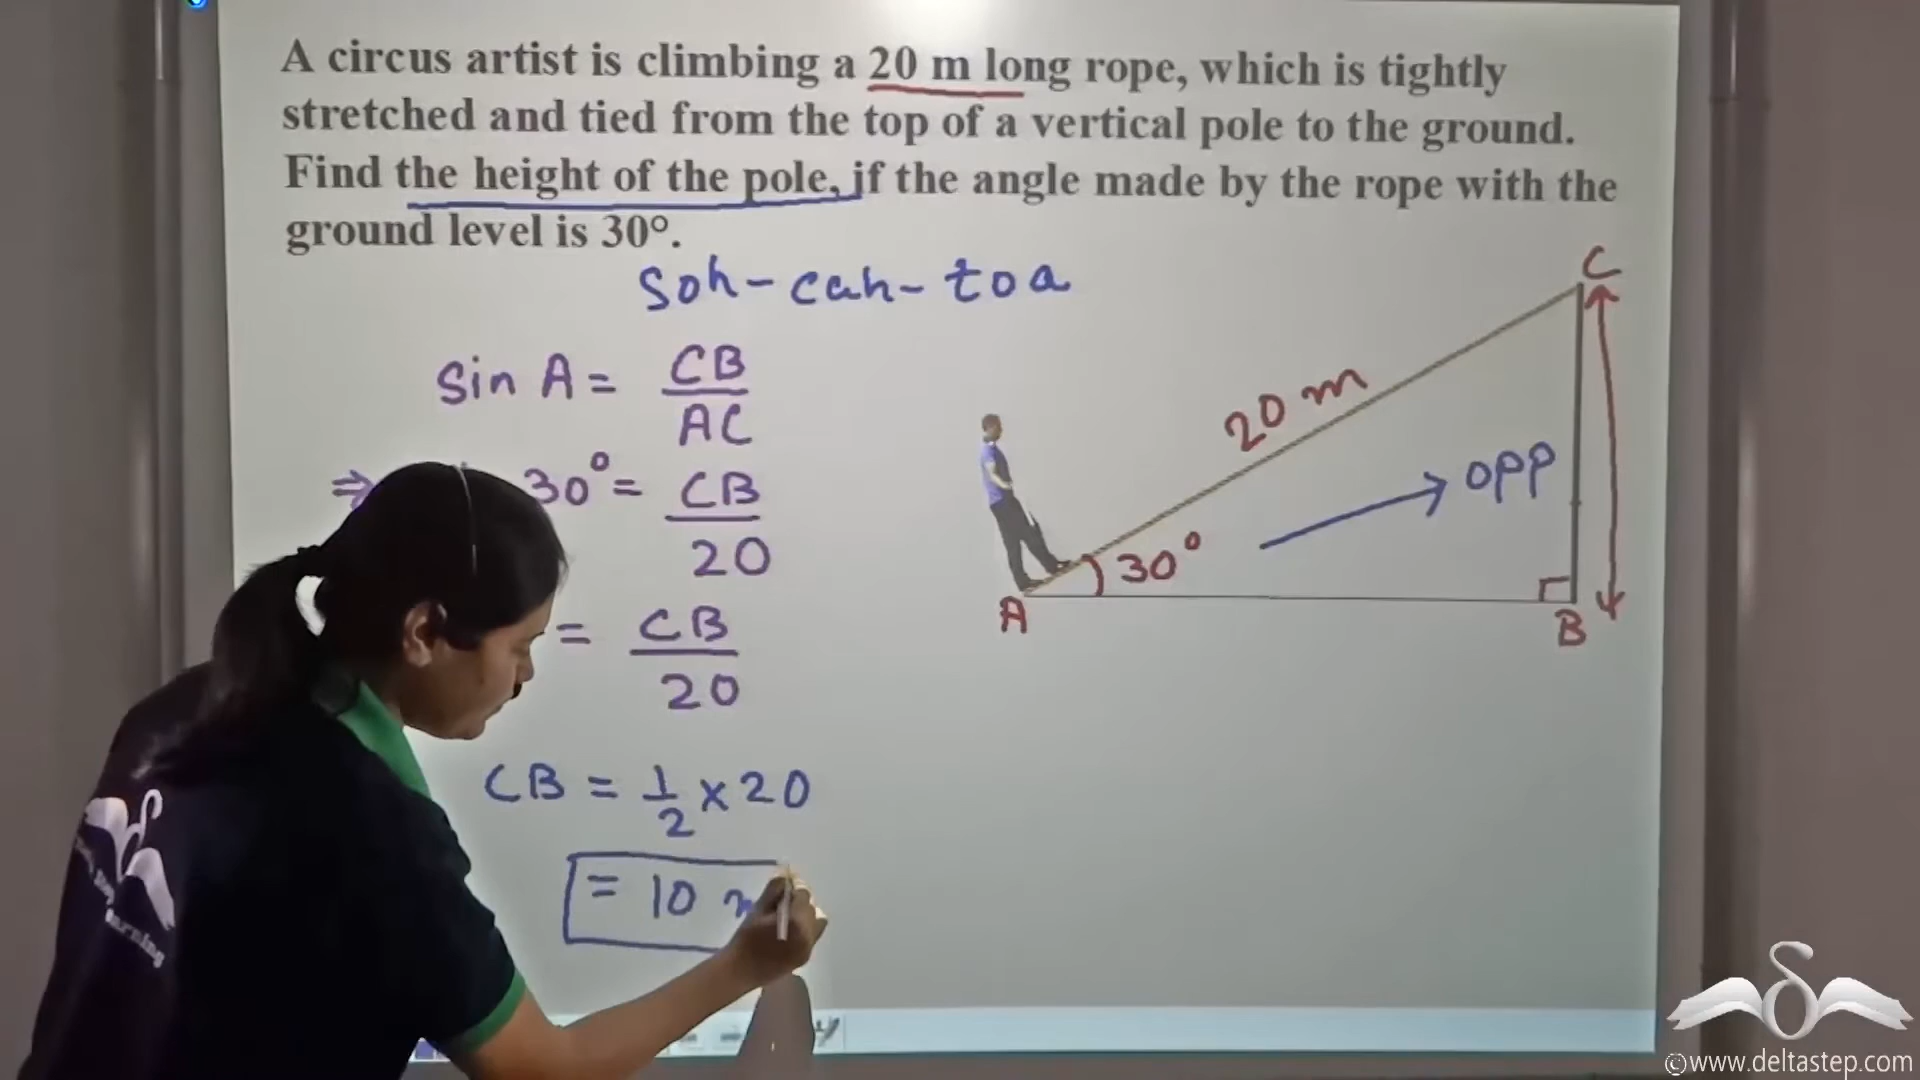 A circus artist is climbing a 20 m long rope, which is tightly
stretched and tied from the top of a vertical pole to the ground.
Find the height of the pole, if the angle made by the rope with the
ground level is 30°.
Soh-cah-toa
Sin A = CB/AC
⇒ 30° = CB/20
= CB/20
CB = 1/2 × 20
= 10 m
C
20 m
opp
30°
A
B
©www.deltastep.com